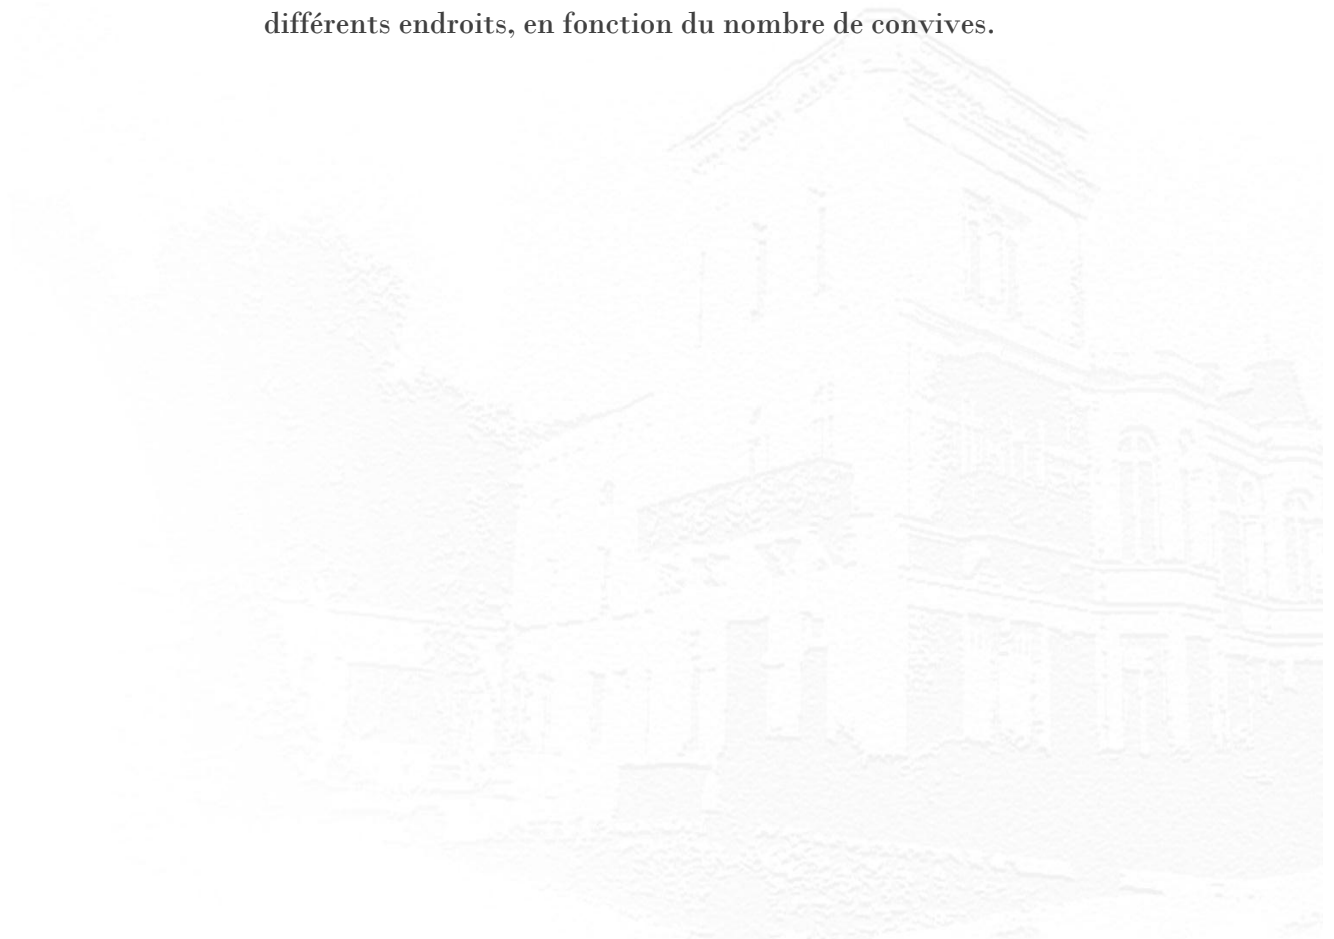 différents endroits, en fonction du nombre de convives.